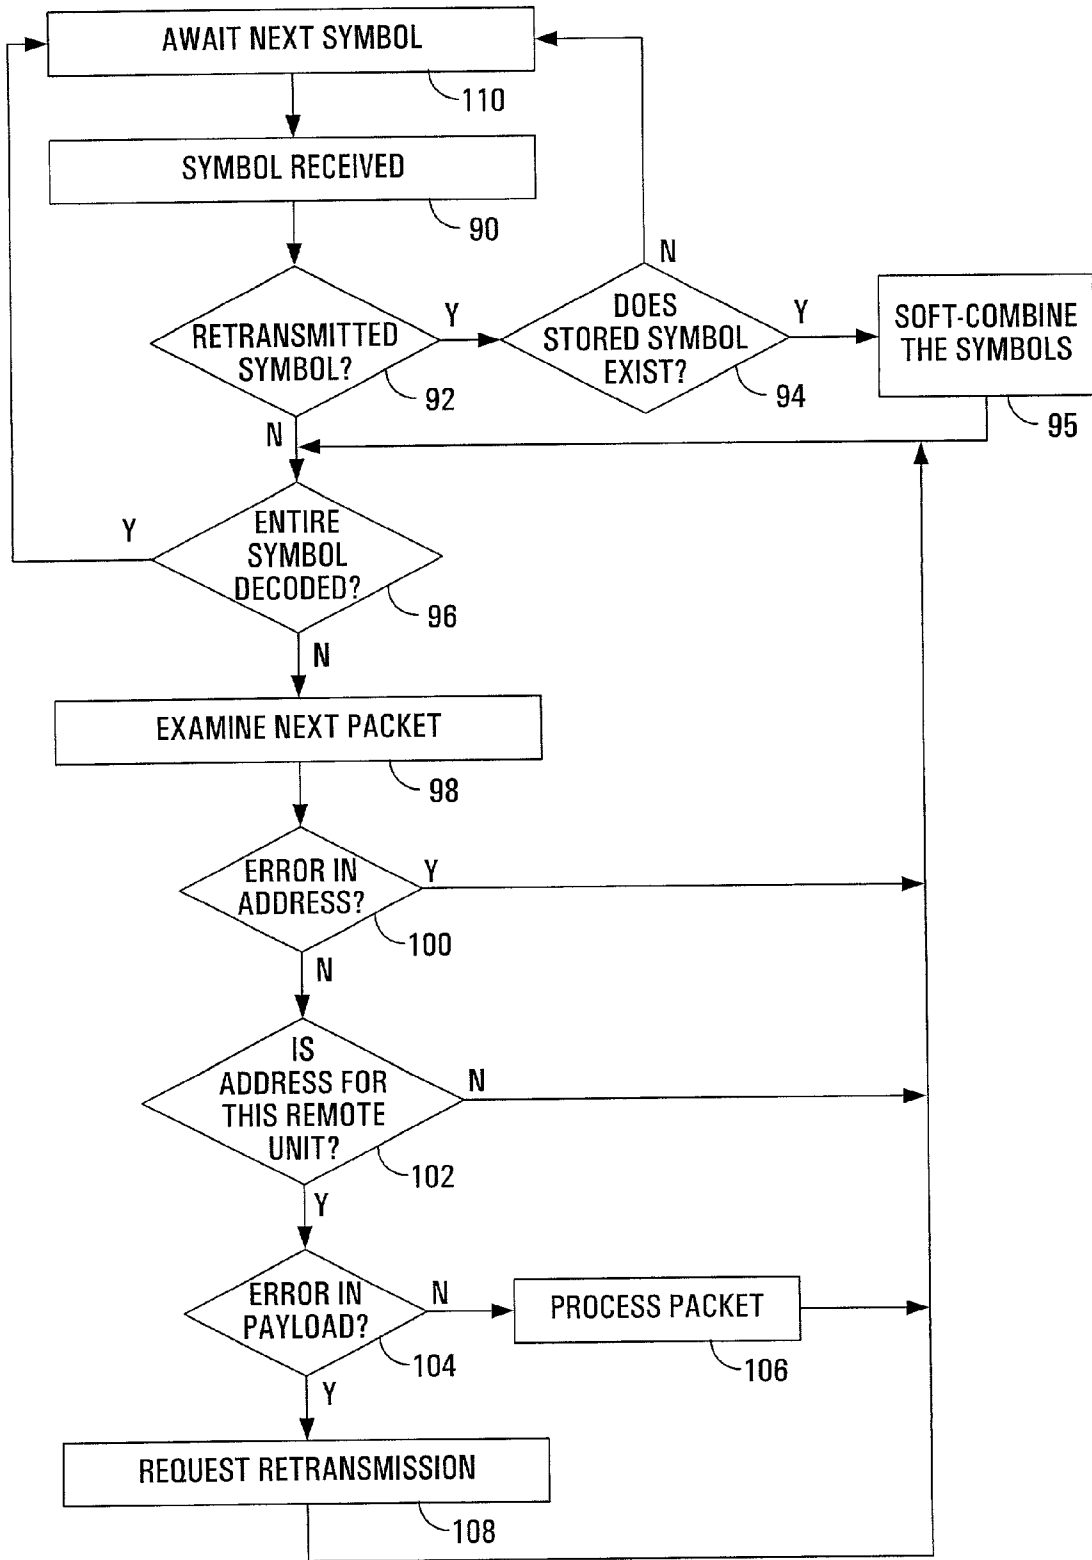 AWAIT NEXT SYMBOL
110
SYMBOL RECEIVED
90
RETRANSMITTED
SYMBOL?
92
Y
N
DOES
STORED SYMBOL
EXIST?
94
N
Y
SOFT-COMBINE
THE SYMBOLS
95
ENTIRE
SYMBOL
DECODED?
96
Y
N
EXAMINE NEXT PACKET
98
ERROR IN
ADDRESS?
100
Y
N
IS
ADDRESS FOR
THIS REMOTE
UNIT?
102
N
Y
ERROR IN
PAYLOAD?
104
N
Y
PROCESS PACKET
106
REQUEST RETRANSMISSION
108